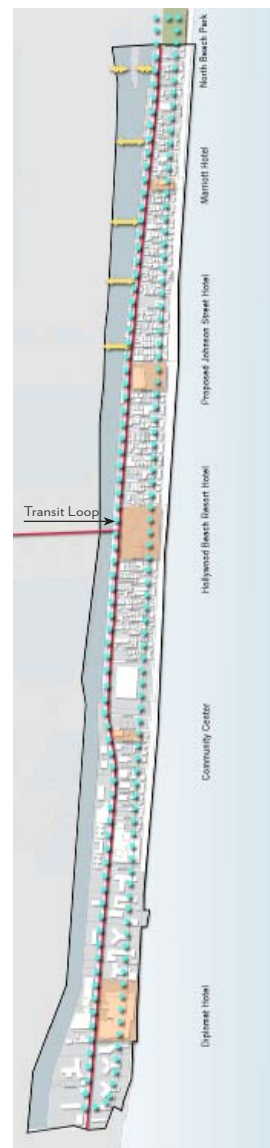 North Beach Park
Marriott Hotel
Proposed Johnson Street Hotel
Transit Loop
Hollywood Beach Resort Hotel
Community Center
Diplomat Hotel